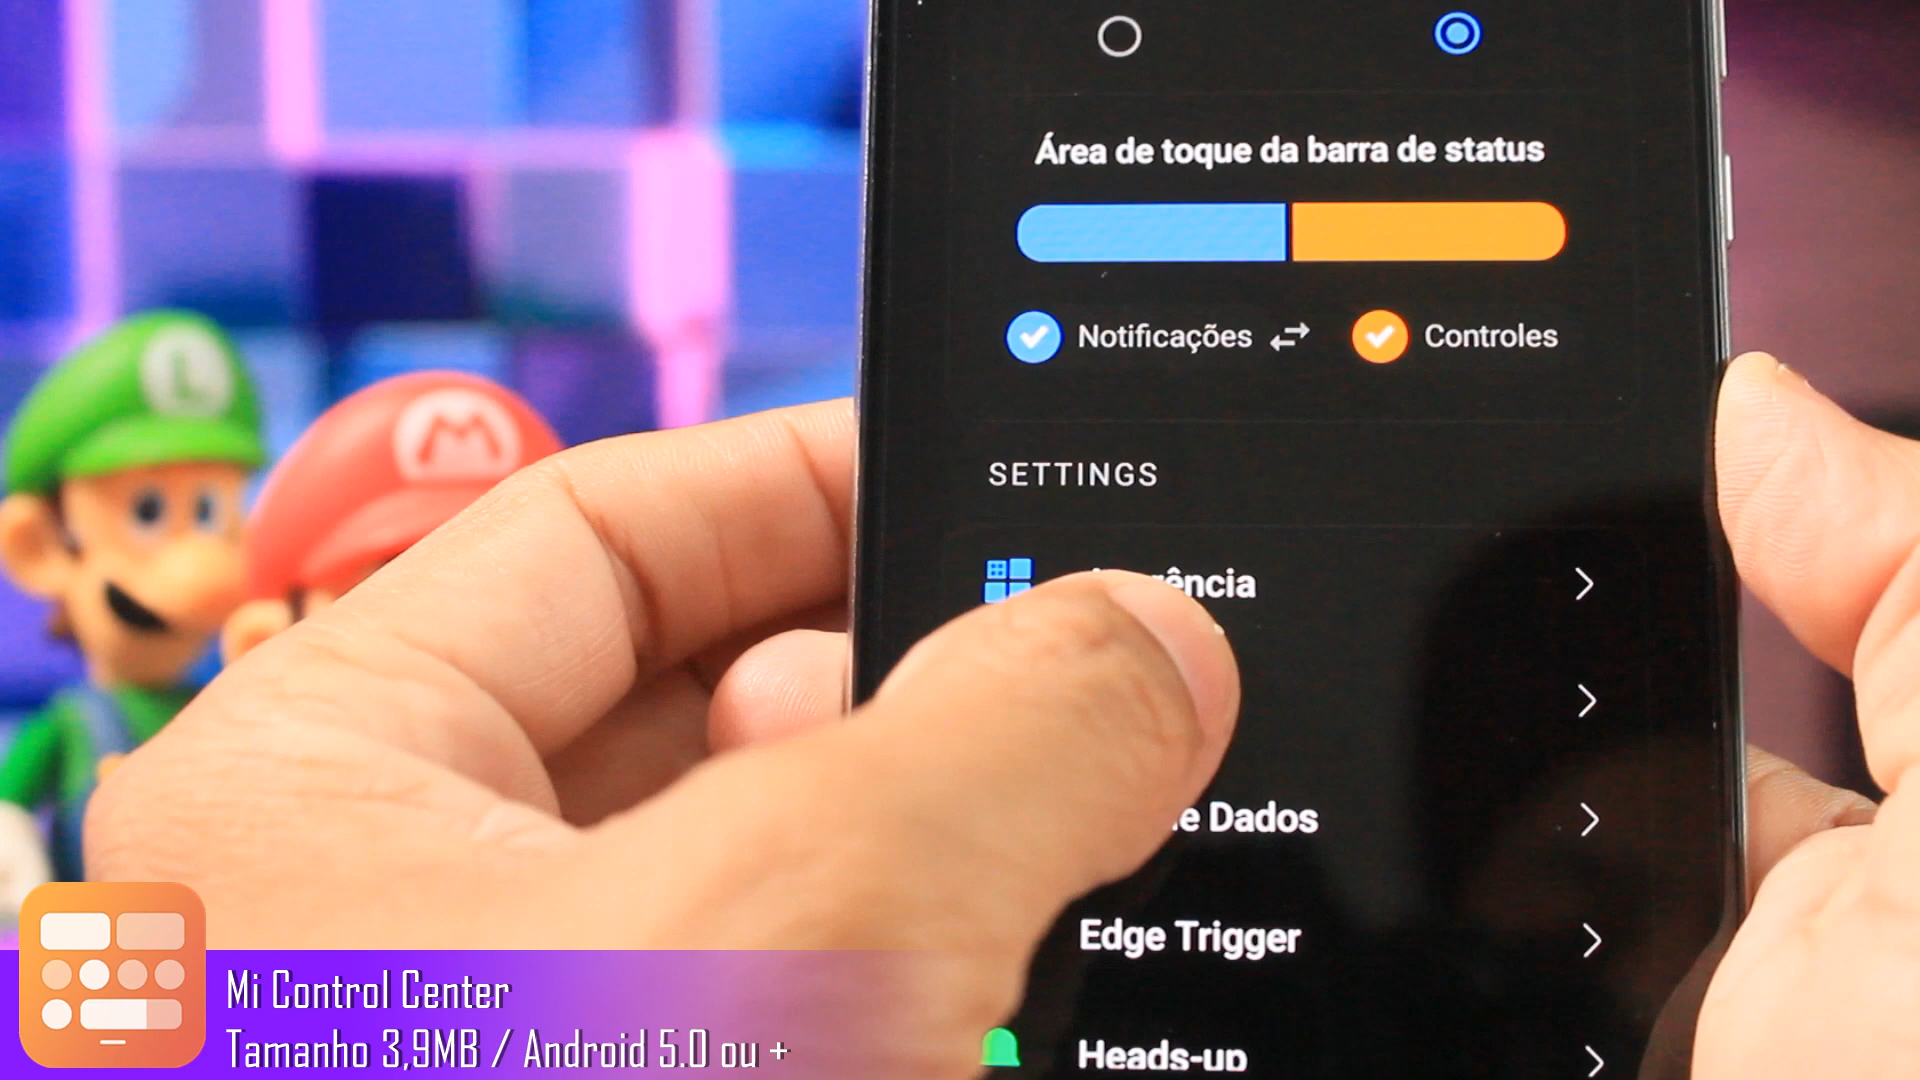 Área de toque da barra de status
Notificações
Controles
SETTINGS
Dados
Edge Trigger
Heads-up
L
M
Mi Control Center
Tamanho 3,9MB / Android 5.0 ou +